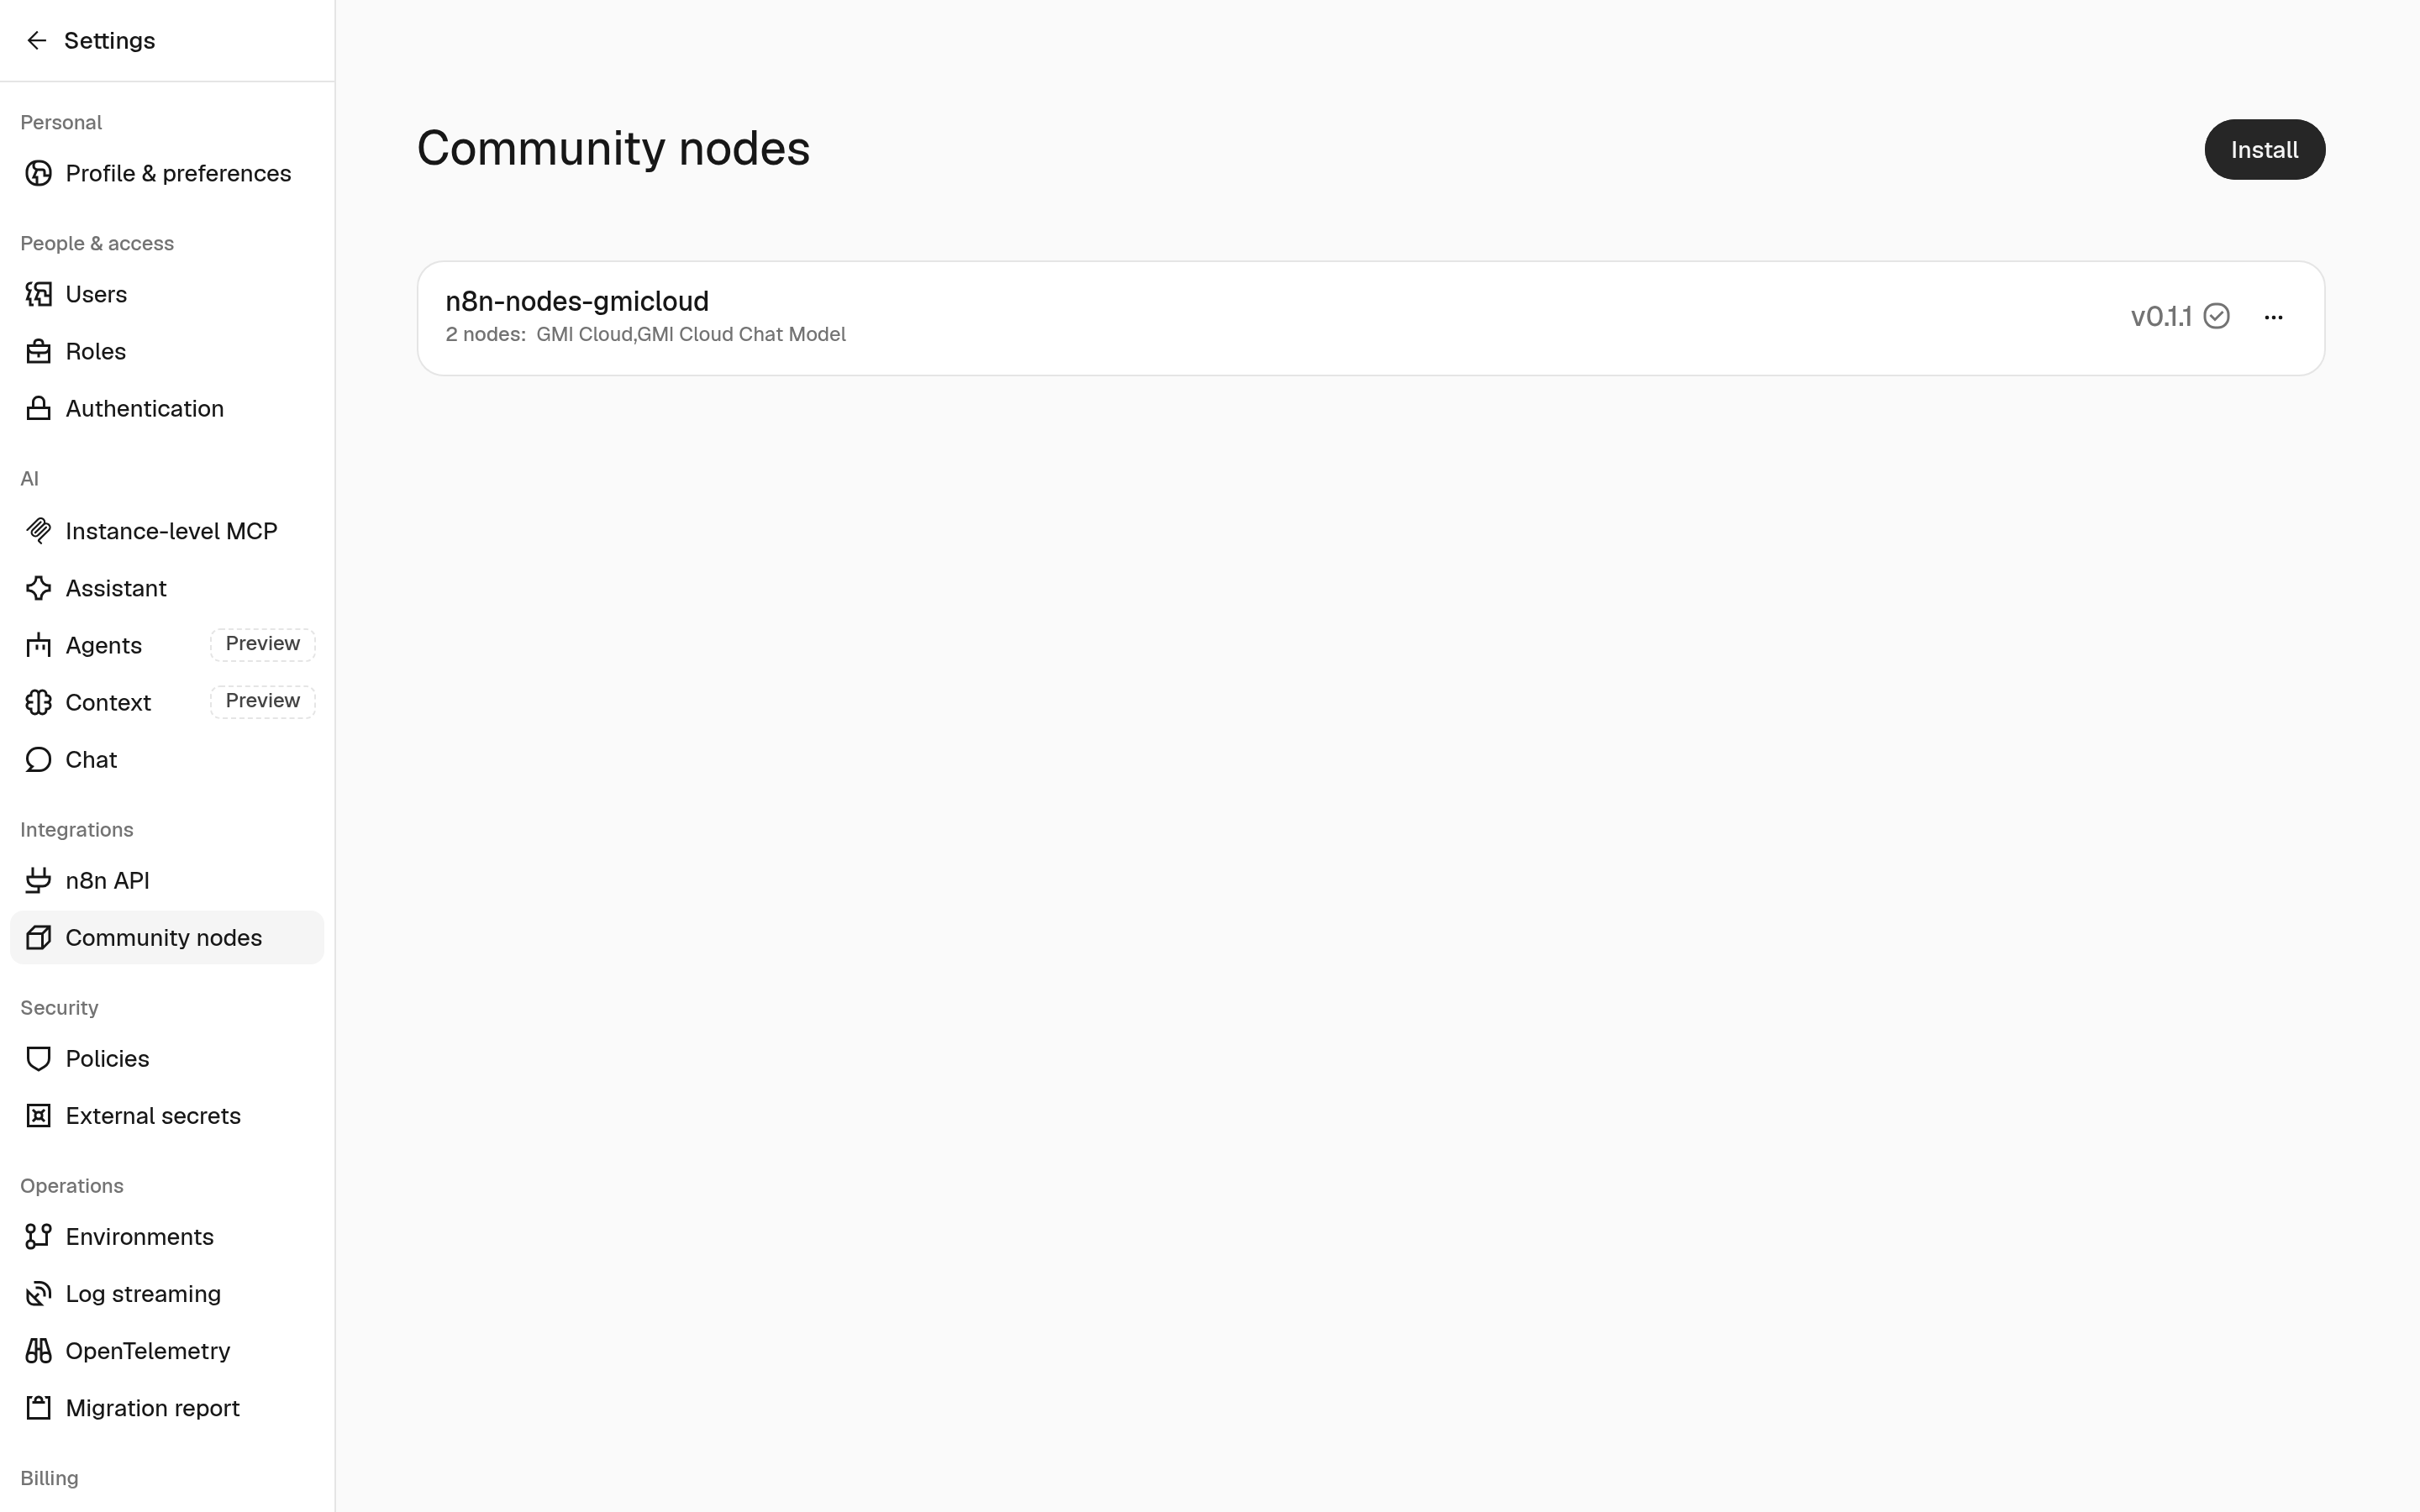 Settings
Personal
Profile & preferences
People & access
Users
Roles
Authentication
AI
Instance-level MCP
Assistant
Agents Preview
Context Preview
Chat
Integrations
n8n API
Community nodes
Security
Policies
External secrets
Operations
Environments
Log streaming
OpenTelemetry
Migration report
Billing
Community nodes
Install
n8n-nodes-gmicloud
2 nodes: GMI Cloud,GMI Cloud Chat Model
v0.1.1